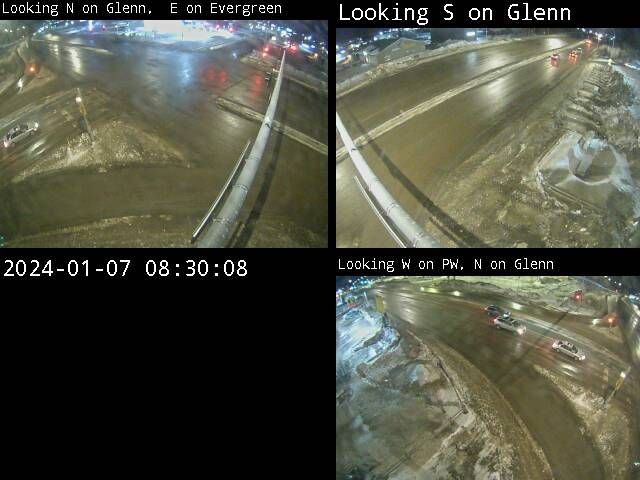 Looking N on Glenn,  E on Evergreen
Looking S on Glenn
2024-01-07 08:30:08
Looking W on PW, N on Glenn